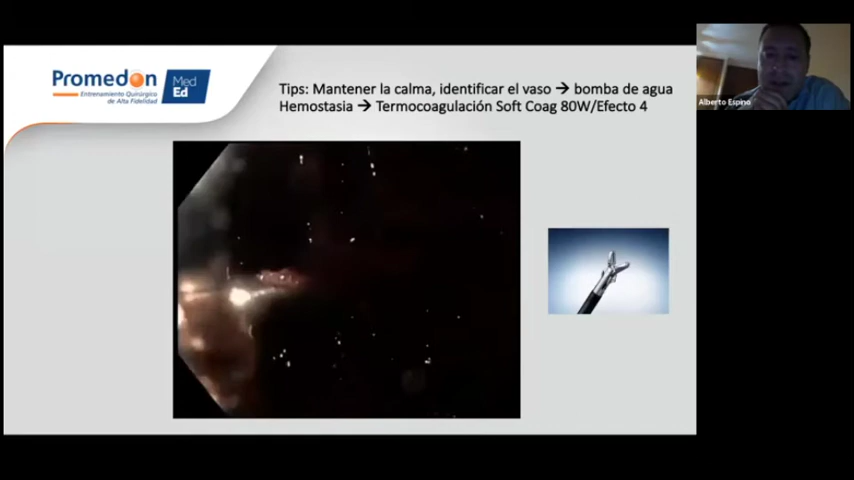 Promedon
Entrenamiento Quirúrgico
de Alta Fidelidad
Med
Ed
Tips: Mantener la calma, identificar el vaso → bomba de agua
Hemostasia → Termocoagulación Soft Coag 80W/Efecto 4
Alberto Espino